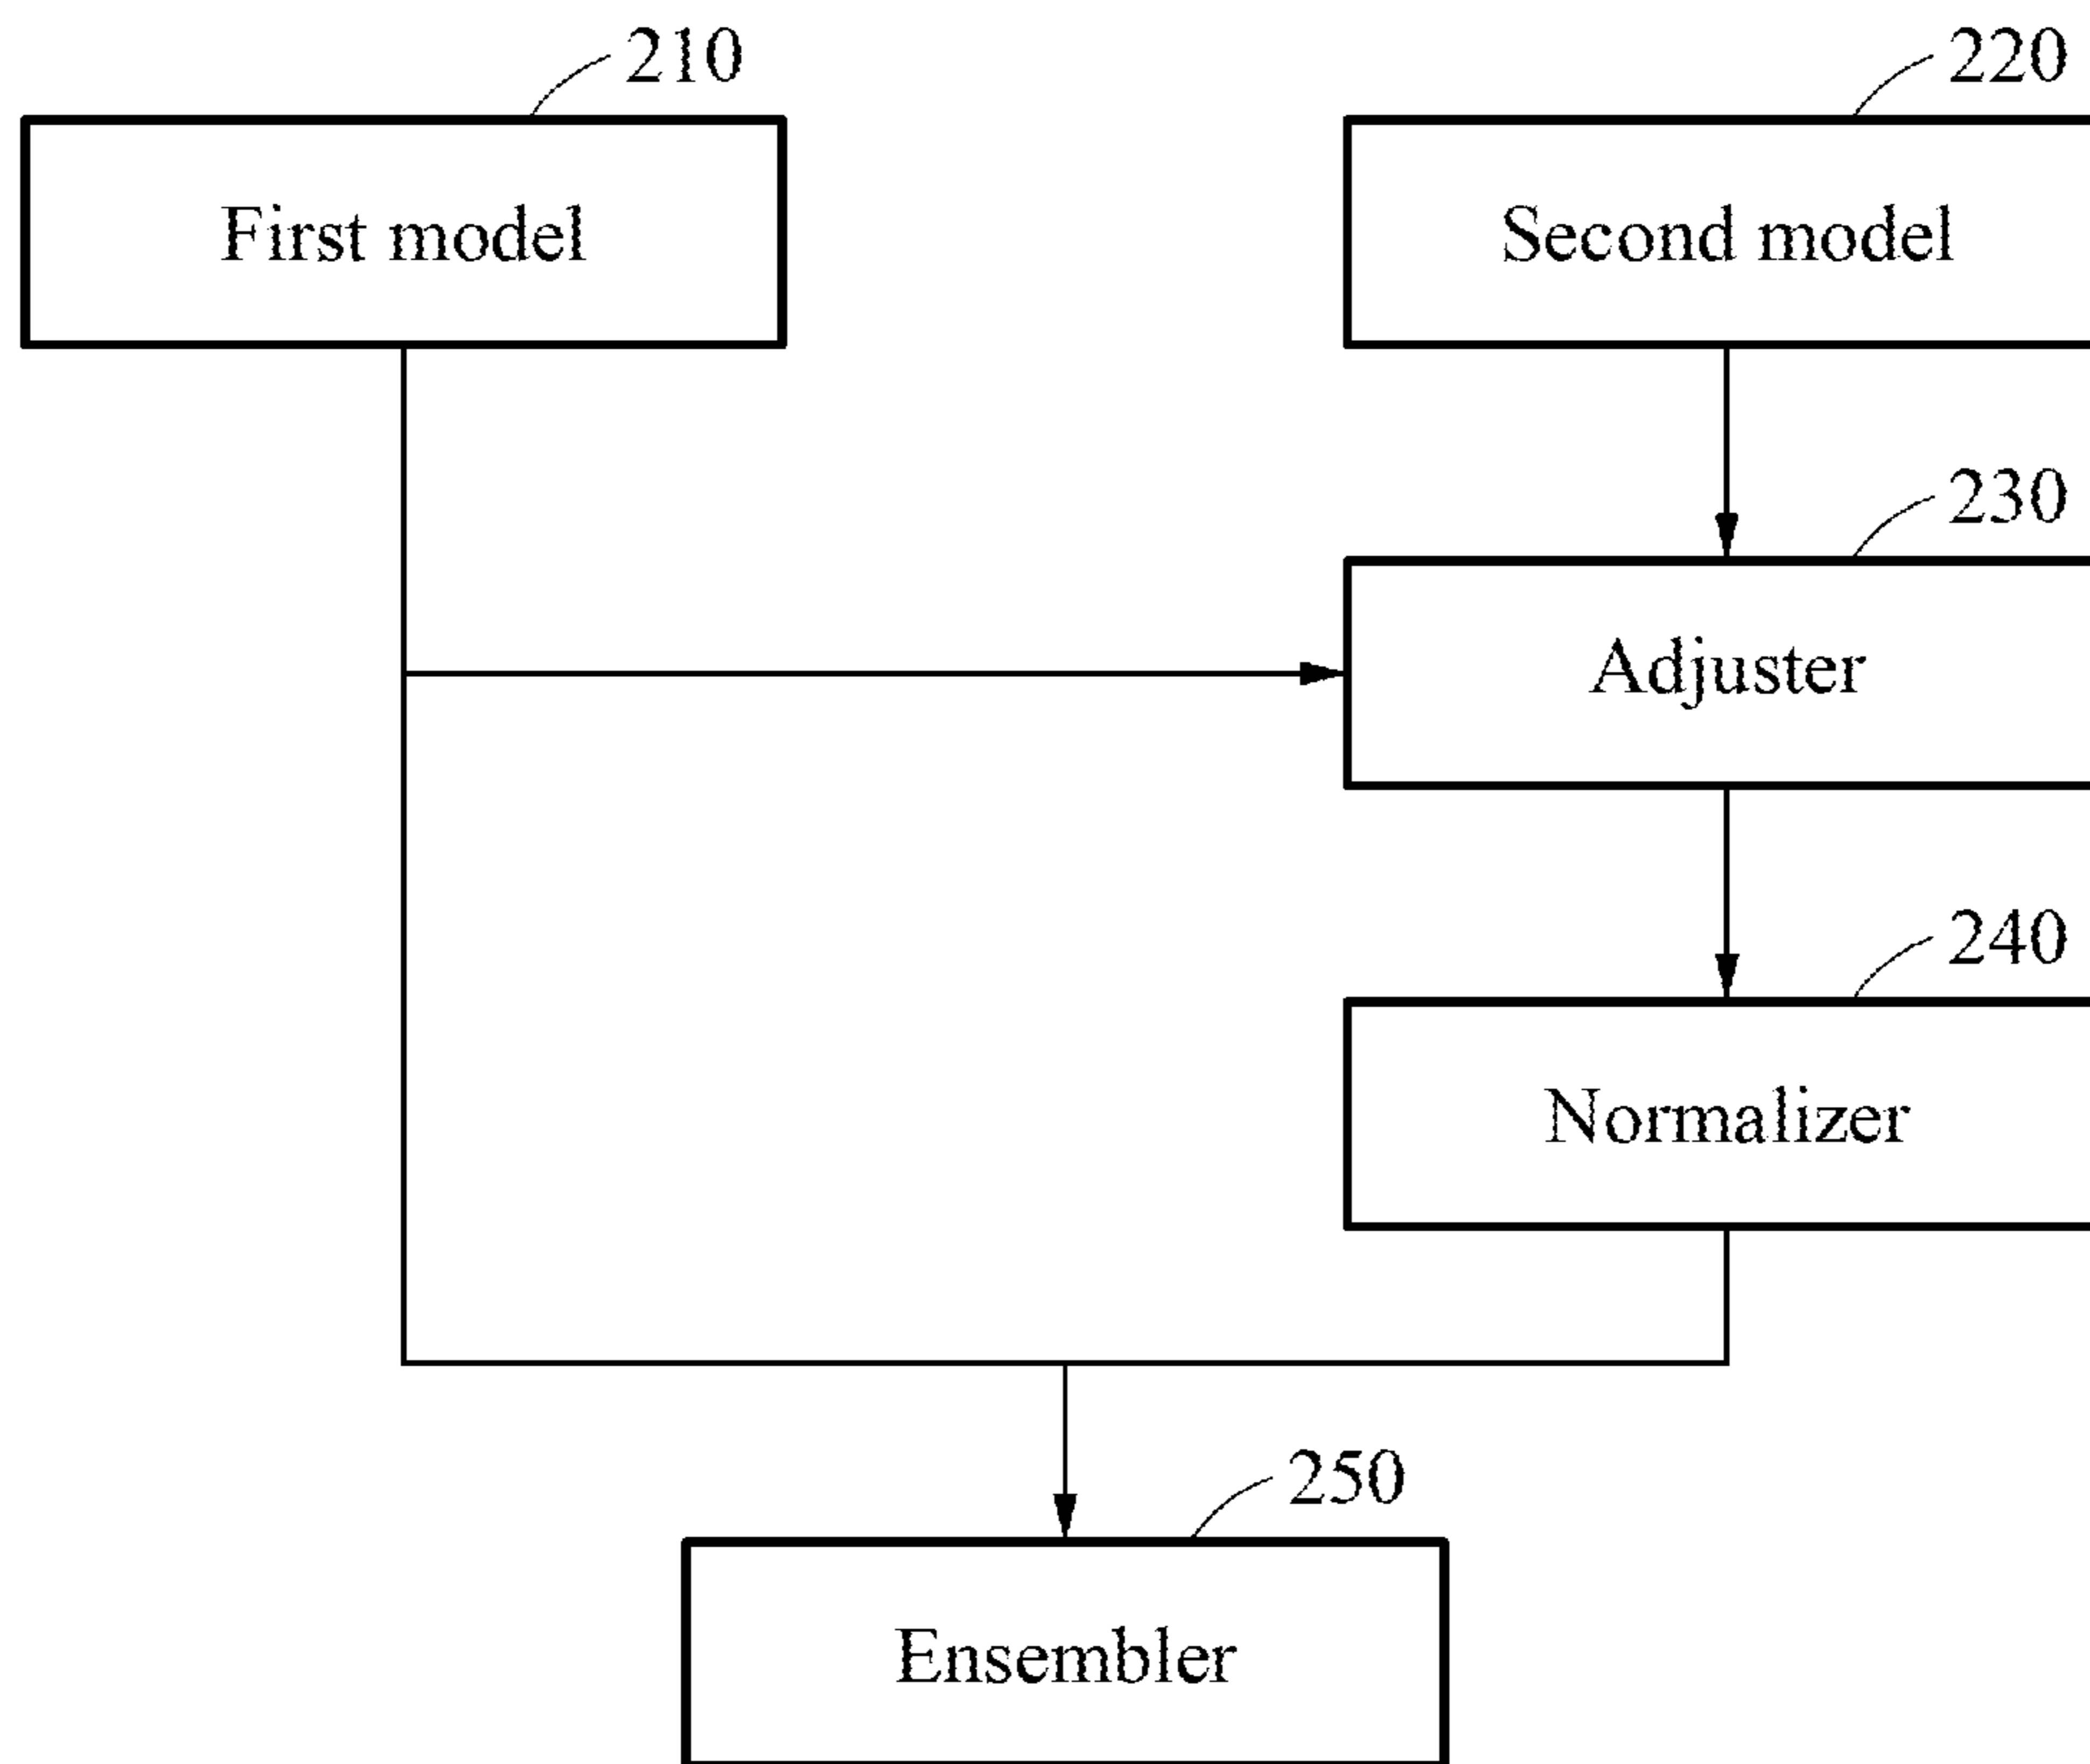 210
First model
220
Second model
230
Adjuster
240
Normalizer
250
Ensembler